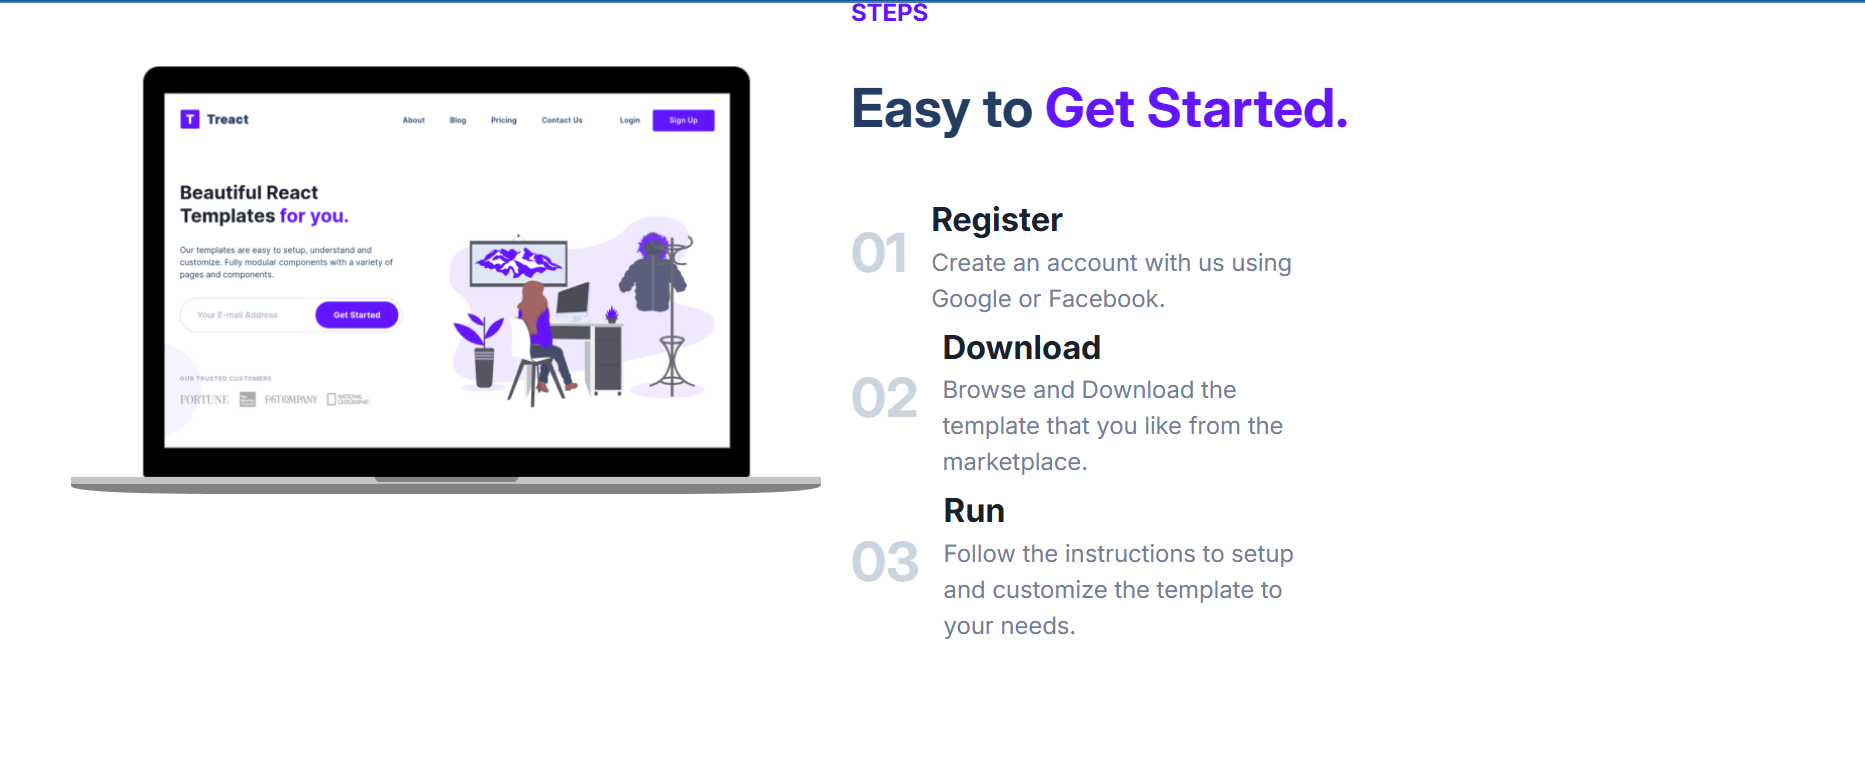 STEPS
Easy to Get Started.
01
Register
Create an account with us using
Google or Facebook.
02
Download
Browse and Download the
template that you like from the
marketplace.
03
Run
Follow the instructions to setup
and customize the template to
your needs.
T Treact
About Blog Pricing Contact Us Login Sign Up
Beautiful React
Templates for you.
Our templates are easy to setup, understand and
customize. Fully modular components with a variety of
pages and components.
Your E-mail Address Get Started
OUR TRUSTED CUSTOMERS
FORTUNE
NATIONAL
GEOGRAPHIC